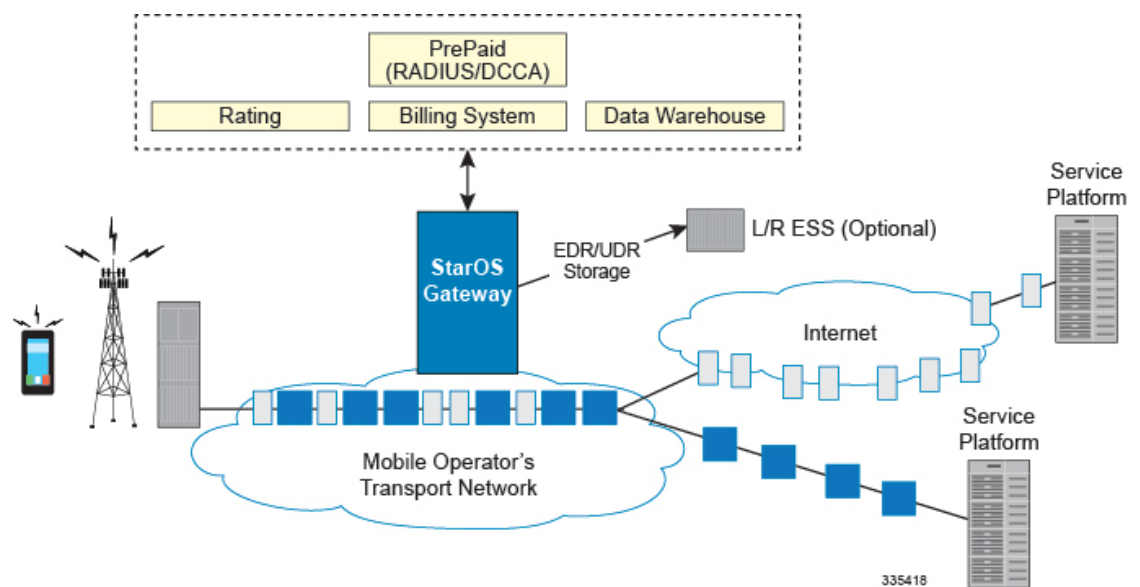 PrePaid
(RADIUS/DCCA)
Rating
Billing System
Data Warehouse
Service
Platform
StarOS
Gateway
EDR/UDR
Storage
L/R ESS (Optional)
Internet
Service
Platform
Mobile Operator’s
Transport Network
335418